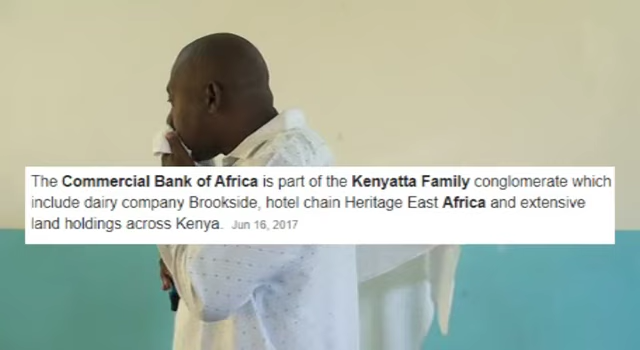 The Commercial Bank of Africa is part of the Kenyatta Family conglomerate which
include dairy company Brookside, hotel chain Heritage East Africa and extensive
land holdings across Kenya. Jun 16, 2017